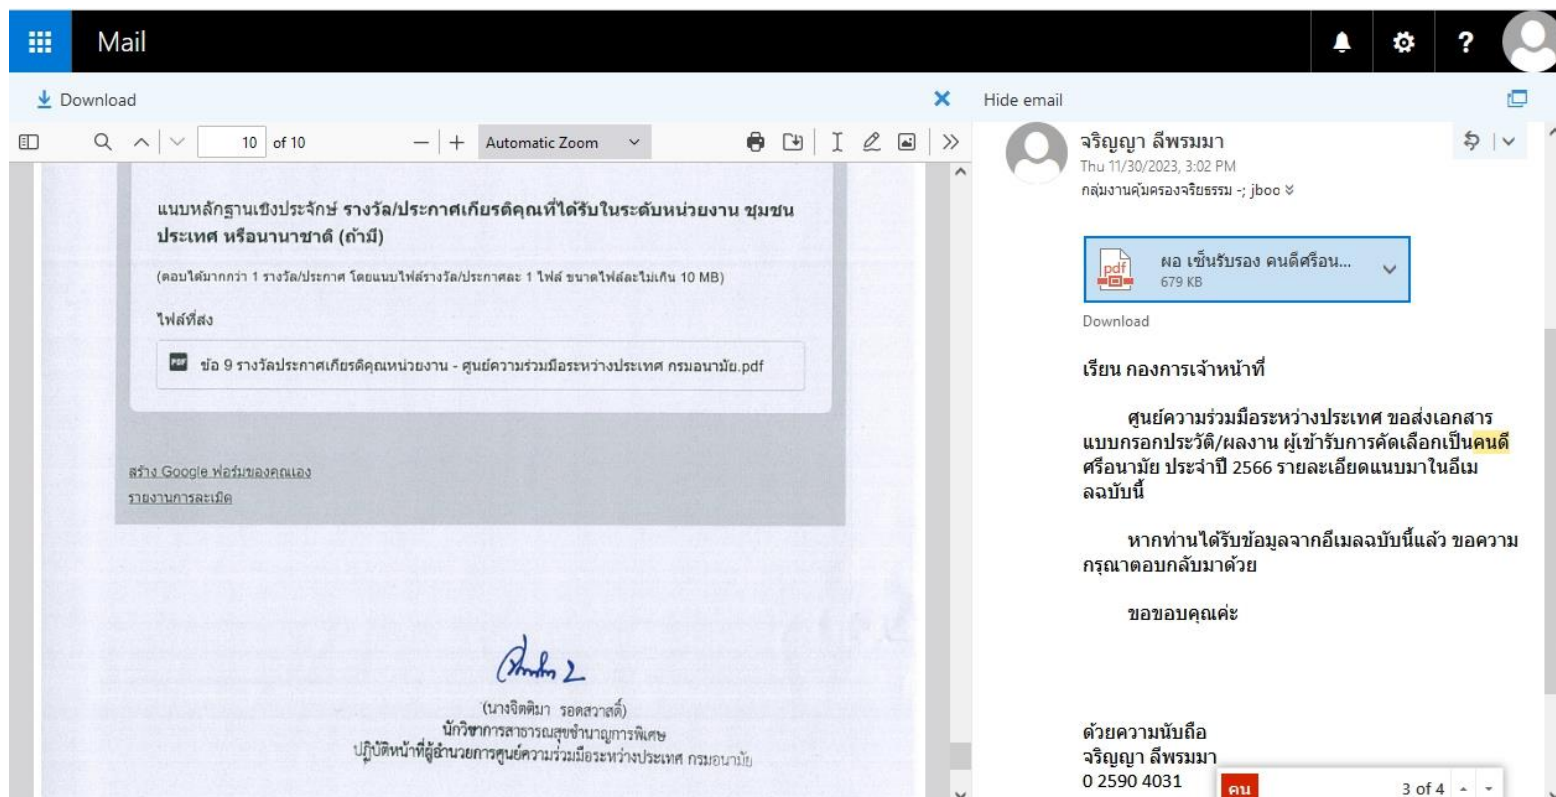 Mail
?
Download
Hide email
10 of 10
Automatic Zoom
แนบหลักฐานเชิงประจักษ์ รางวัล/ประกาศเกียรติคุณที่ได้รับในระดับหน่วยงาน ชุมชน
ประเทศ หรือนานาชาติ (ถ้ามี)
(ตอบได้มากกว่า 1 รางวัล/ประกาศ โดยแนบไฟล์รางวัล/ประกาศละ 1 ไฟล์ ขนาดไฟล์ละไม่เกิน 10 MB)
ไฟล์ที่ส่ง
PDF ข้อ 9 รางวัลประกาศเกียรติคุณหน่วยงาน - ศูนย์ความร่วมมือระหว่างประเทศ กรมอนามัย.pdf
สร้าง Google ฟอร์มของคุณเอง
รายงานการละเมิด
(นางจิตติมา รอดสวาสดิ์)
นักวิชาการสาธารณสุขชำนาญการพิเศษ
ปฏิบัติหน้าที่ผู้อำนวยการศูนย์ความร่วมมือระหว่างประเทศ กรมอนามัย
จริญญา ลีพรมมา
Thu 11/30/2023, 3:02 PM
กลุ่มงานคุ้มครองจริยธรรม -; jboc
pdf
ผอ เซ็นรับรอง คนดีศรีอน...
679 KB
Download
เรียน กองการเจ้าหน้าที่
ศูนย์ความร่วมมือระหว่างประเทศ ขอส่งเอกสาร
แบบกรอกประวัติ/ผลงาน ผู้เข้ารับการคัดเลือกเป็นคนดี
ศรีอนามัย ประจำปี 2566 รายละเอียดแนบมาในอีเม
ลฉบับนี้
หากท่านได้รับข้อมูลจากอีเมลฉบับนี้แล้ว ขอความ
กรุณาตอบกลับมาด้วย
ขอขอบคุณค่ะ
ด้วยความนับถือ
จริญญา ลีพรมมา
0 2590 4031
คน
3 of 4